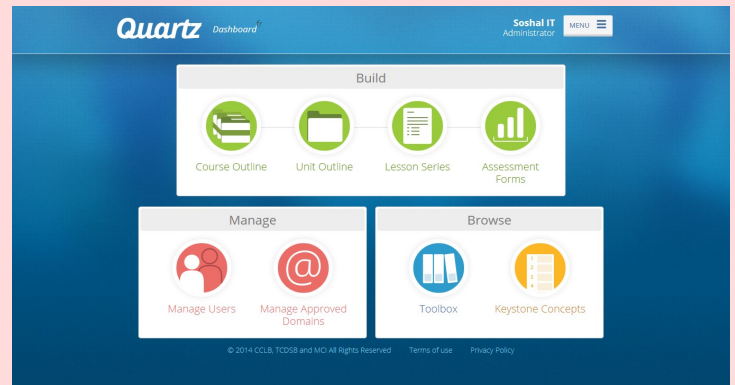 Quartz Dashboard fr
Soshal IT
Administrator
MENU
Build
Course Outline
Unit Outline
Lesson Series
Assessment
Forms
Manage
Manage Users
Manage Approved
Domains
Browse
Toolbox
Keystone Concepts
© 2014 CCLB, TCDSB and MCI All Rights Reserved Terms of use Privacy Policy